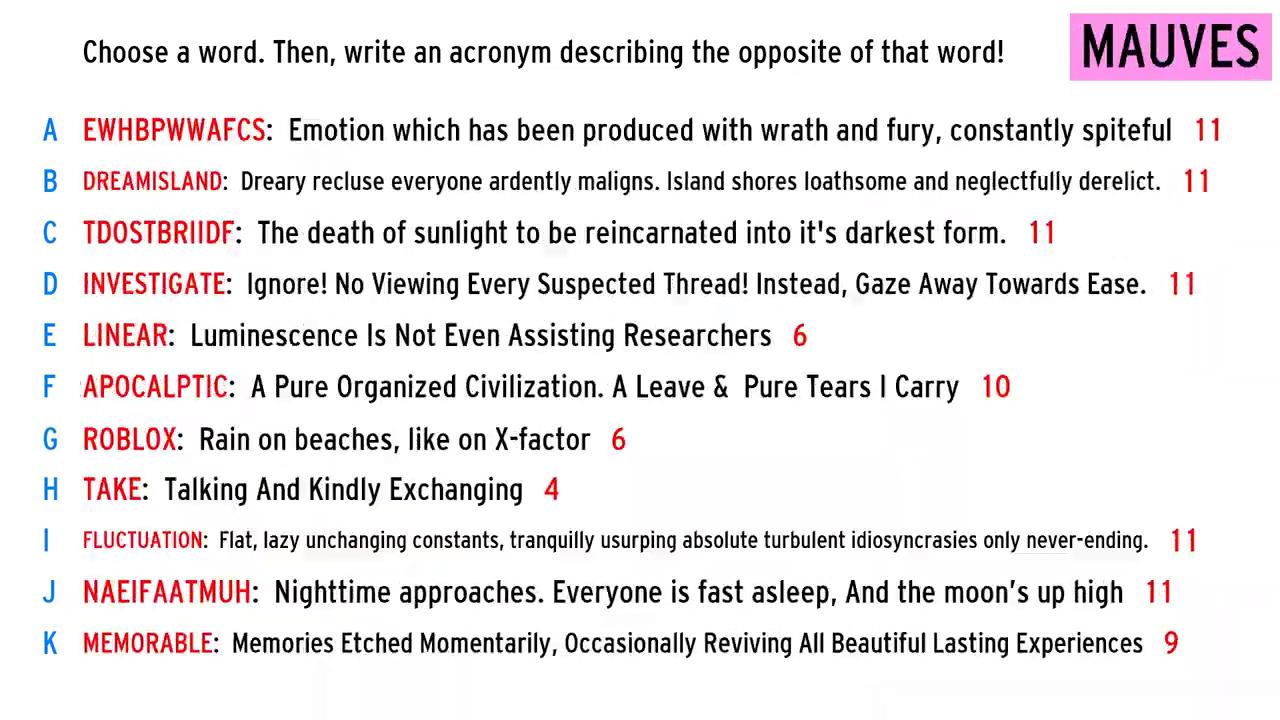 Choose a word. Then, write an acronym describing the opposite of that word!
MAUVES
A EWHBPWWAFCS: Emotion which has been produced with wrath and fury, constantly spiteful 11
B DREAMISLAND: Dreary recluse everyone ardently maligns. Island shores loathsome and neglectfully derelict. 11
C TDOSTBRIIDF: The death of sunlight to be reincarnated into it's darkest form. 11
D INVESTIGATE: Ignore! No Viewing Every Suspected Thread! Instead, Gaze Away Towards Ease. 11
E LINEAR: Luminescence Is Not Even Assisting Researchers 6
F APOCALPTIC: A Pure Organized Civilization. A Leave & Pure Tears I Carry 10
G ROBLOX: Rain on beaches, like on X-factor 6
H TAKE: Talking And Kindly Exchanging 4
I FLUCTUATION: Flat, lazy unchanging constants, tranquilly usurping absolute turbulent idiosyncrasies only never-ending. 11
J NAEIFAATMUH: Nighttime approaches. Everyone is fast asleep, And the moon’s up high 11
K MEMORABLE: Memories Etched Momentarily, Occasionally Reviving All Beautiful Lasting Experiences 9